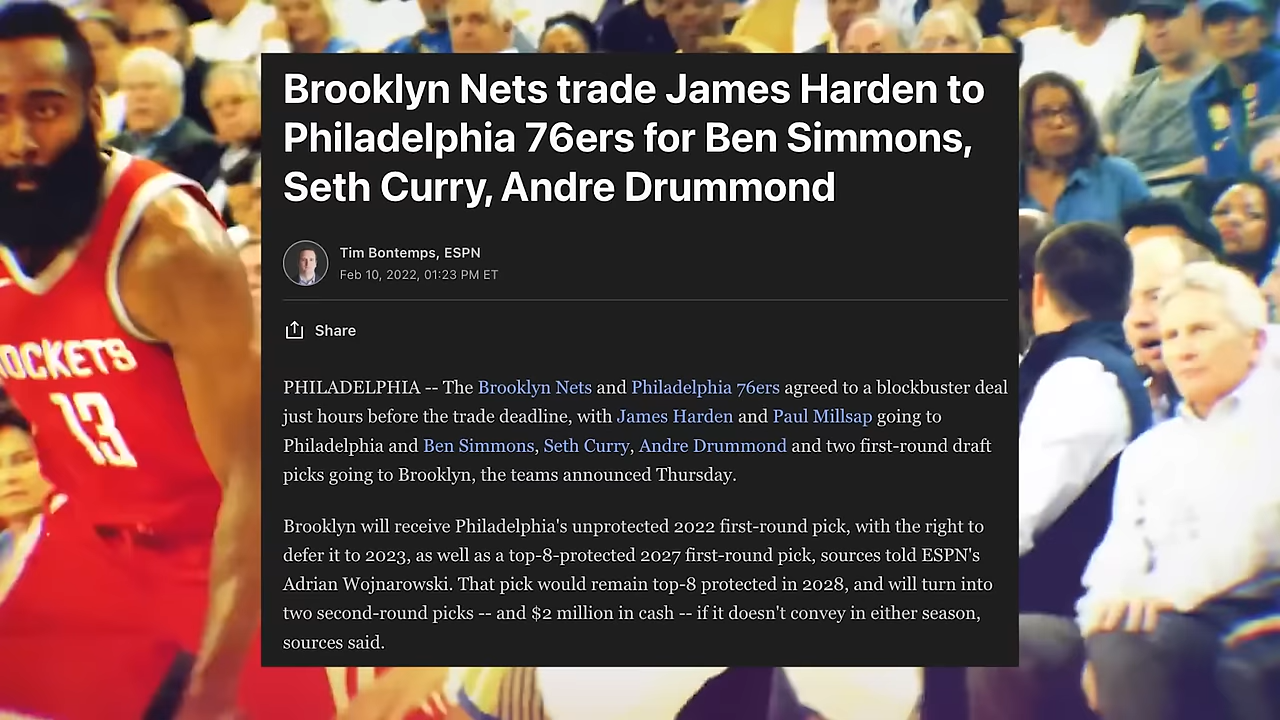 Brooklyn Nets trade James Harden to
Philadelphia 76ers for Ben Simmons,
Seth Curry, Andre Drummond
Tim Bontemps, ESPN
Feb 10, 2022, 01:23 PM ET
Share
PHILADELPHIA -- The Brooklyn Nets and Philadelphia 76ers agreed to a blockbuster deal
just hours before the trade deadline, with James Harden and Paul Millsap going to
Philadelphia and Ben Simmons, Seth Curry, Andre Drummond and two first-round draft
picks going to Brooklyn, the teams announced Thursday.
Brooklyn will receive Philadelphia's unprotected 2022 first-round pick, with the right to
defer it to 2023, as well as a top-8-protected 2027 first-round pick, sources told ESPN's
Adrian Wojnarowski. That pick would remain top-8 protected in 2028, and will turn into
two second-round picks -- and $2 million in cash -- if it doesn't convey in either season,
sources said.
OCKETS
13